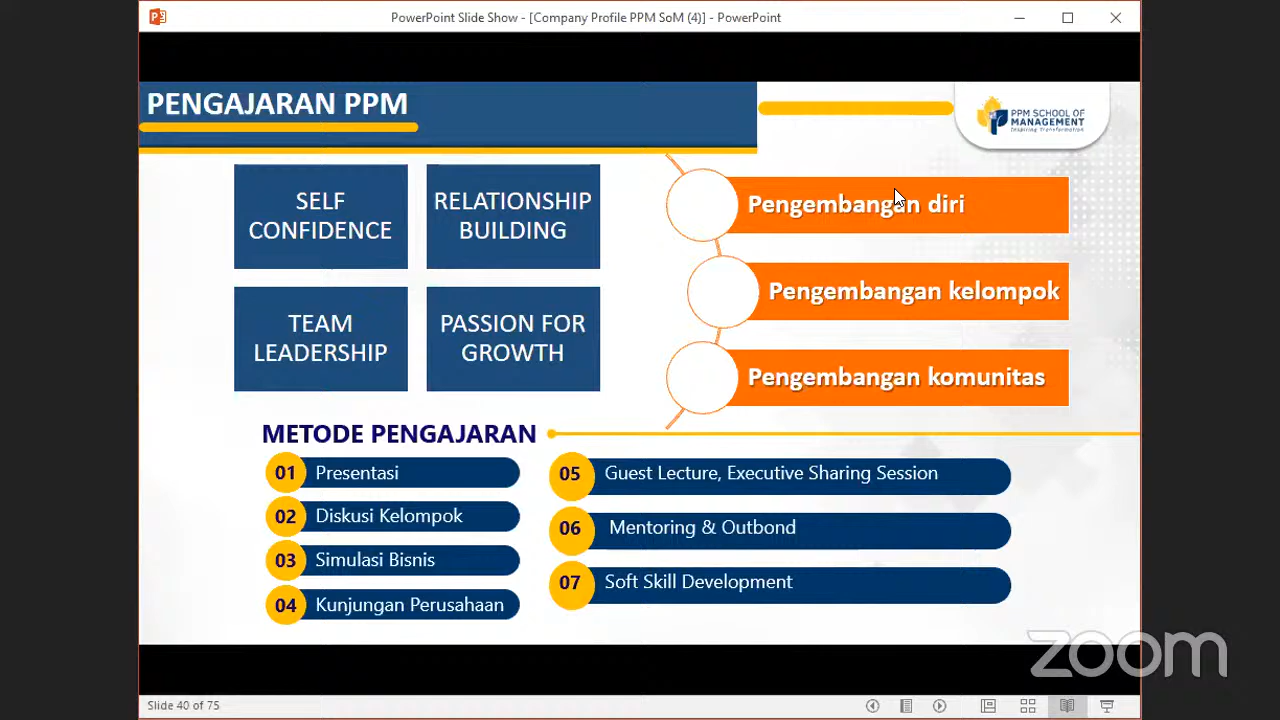 PowerPoint Slide Show - [Company Profile PPM SoM (4)] - PowerPoint
PENGAJARAN PPM
PPM SCHOOL OF
MANAGEMENT
Inspiring Transformation
SELF
CONFIDENCE
RELATIONSHIP
BUILDING
TEAM
LEADERSHIP
PASSION FOR
GROWTH
Pengembangan diri
Pengembangan kelompok
Pengembangan komunitas
METODE PENGAJARAN
01 Presentasi
02 Diskusi Kelompok
03 Simulasi Bisnis
04 Kunjungan Perusahaan
05 Guest Lecture, Executive Sharing Session
06 Mentoring & Outbond
07 Soft Skill Development
zoom
Slide 40 of 75